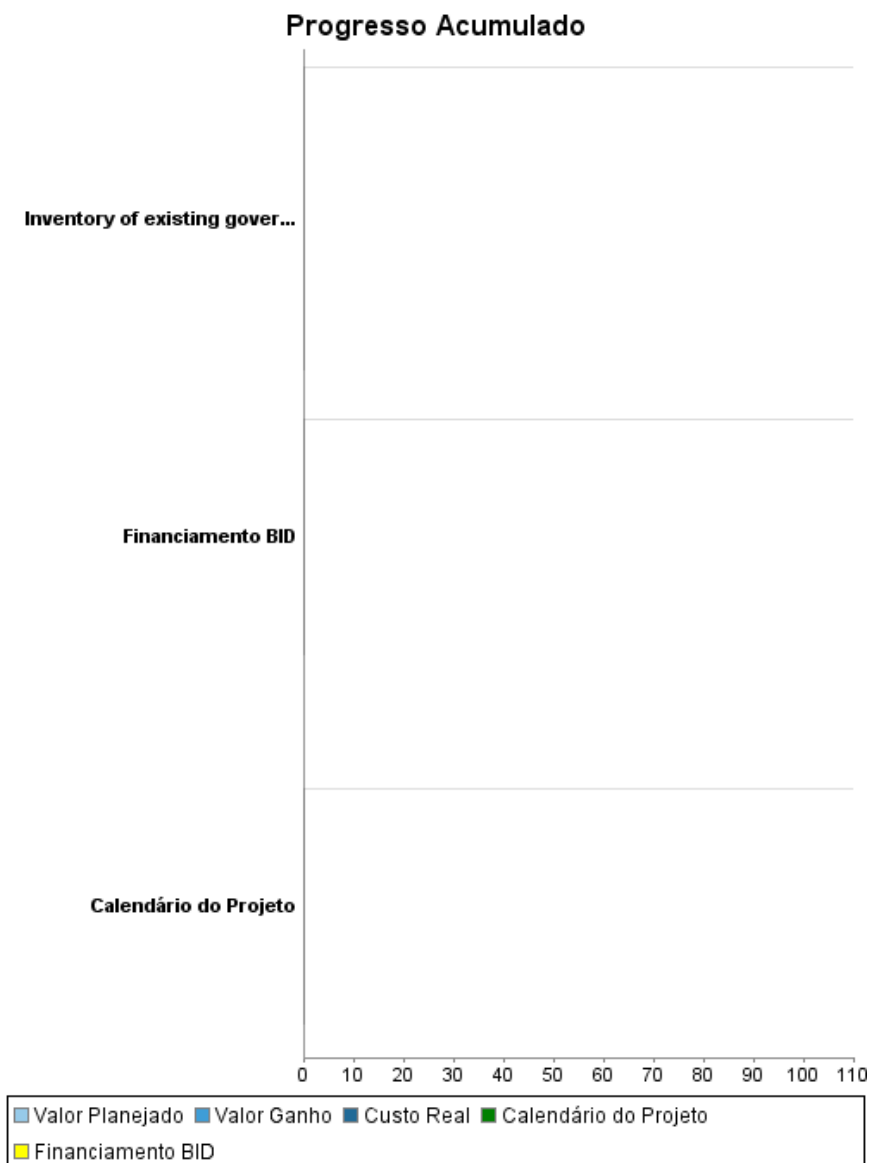 Progresso Acumulado
Inventory of existing gover...
Financiamento BID
Calendário do Projeto
0 10 20 30 40 50 60 70 80 90 100 110
Valor Planejado Valor Ganho Custo Real Calendário do Projeto
Financiamento BID